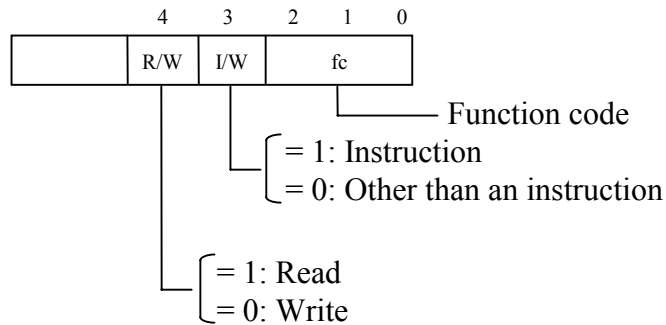 4 3 2 1 0
R/W I/W fc
Function code
= 1: Instruction
= 0: Other than an instruction
= 1: Read
= 0: Write